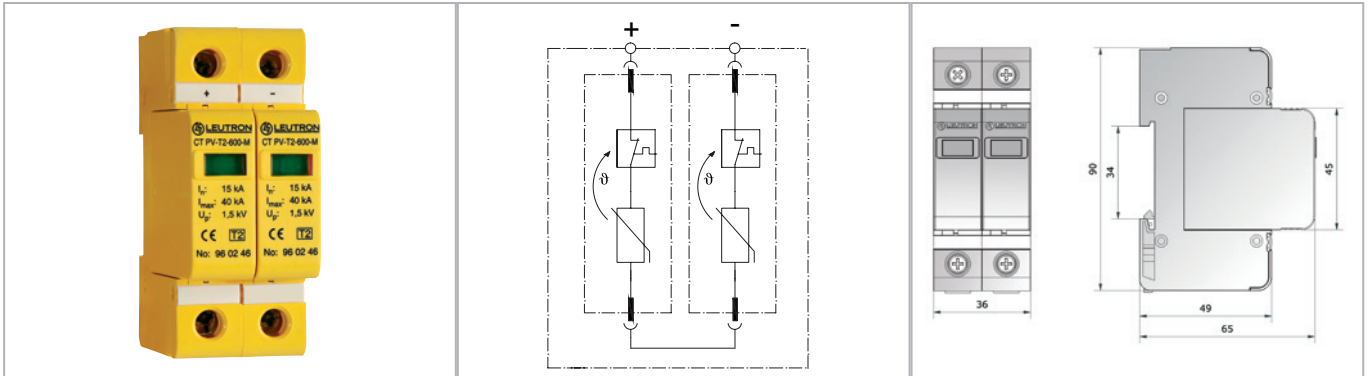 + -
LEUTRON LEUTRON
CT PV-T2-600-M CT PV-T2-600-M
In: 15 kA In: 15 kA
Imax: 40 kA Imax: 40 kA
Up: 1,5 kV Up: 1,5 kV
CE T2 CE T2
No: 96 02 46 No: 96 02 46
+ -
ϑ ϑ
LEUTRON LEUTRON
36
90
34
45
49
65